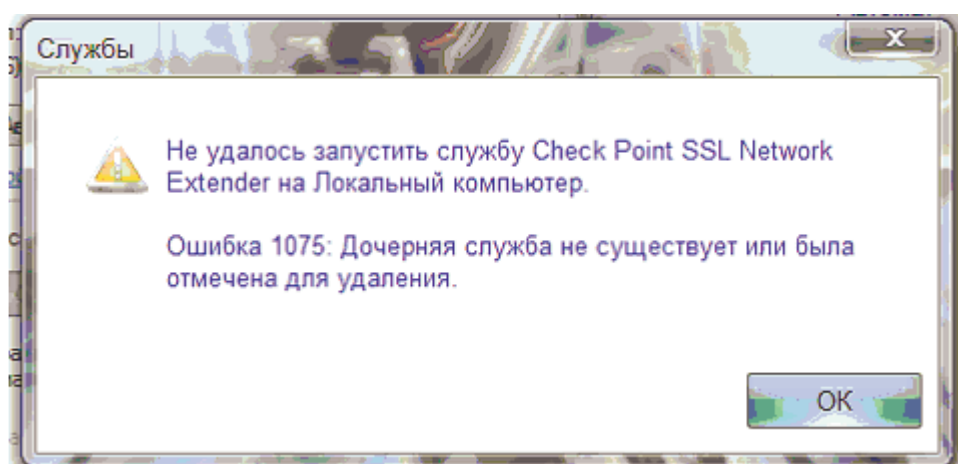 Службы
Не удалось запустить службу Check Point SSL Network
Extender на Локальный компьютер.
Ошибка 1075: Дочерняя служба не существует или была
отмечена для удаления.
ОК